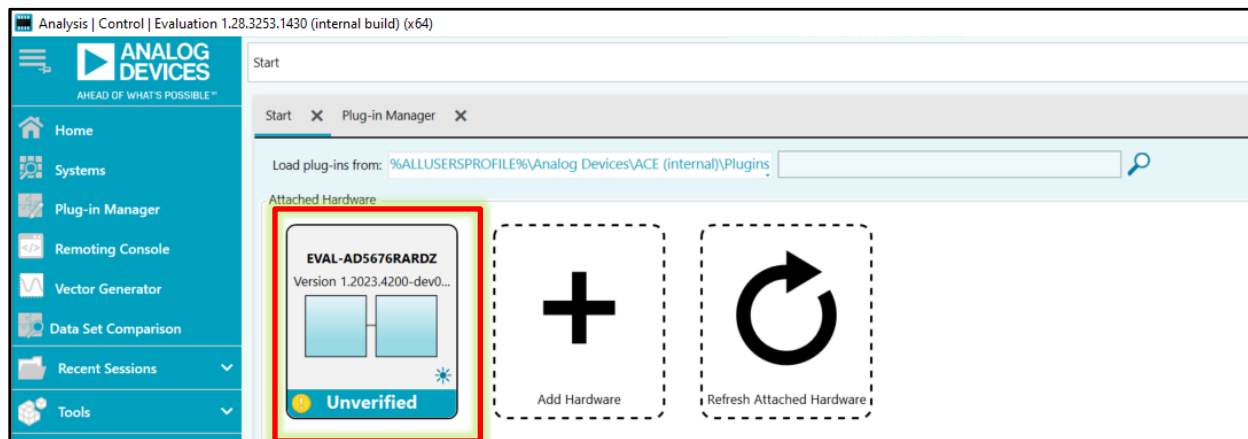 Analysis | Control | Evaluation 1.28.3253.1430 (internal build) (x64)
ANALOG
DEVICES
AHEAD OF WHAT'S POSSIBLE™
Home
Systems
Plug-in Manager
Remoting Console
Vector Generator
Data Set Comparison
Recent Sessions
Tools
Start
Start Plug-in Manager
Load plug-ins from: %ALLUSERSPROFILE%\Analog Devices\ACE (internal)\Plugins
Attached Hardware
EVAL-AD5676RARDZ
Version 1.2023.4200-dev0...
Unverified
Add Hardware
Refresh Attached Hardware